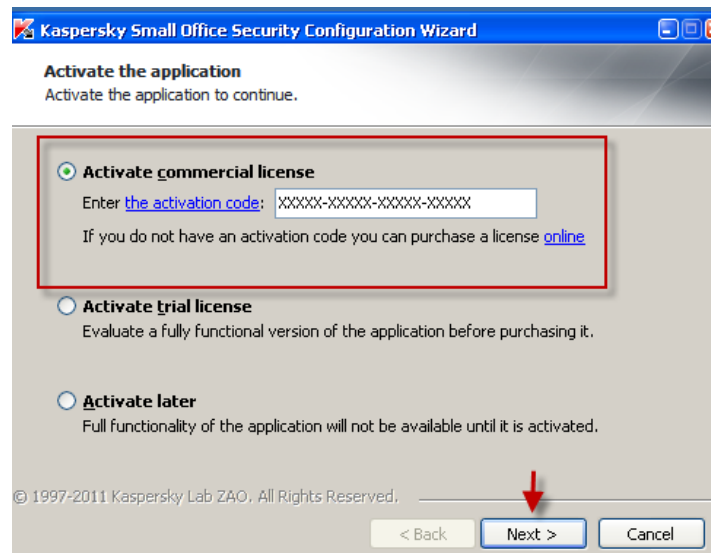 Kaspersky Small Office Security Configuration Wizard
Activate the application
Activate the application to continue.
Activate commercial license
Enter the activation code: XXXXX-XXXXX-XXXXX-XXXXX
If you do not have an activation code you can purchase a license online
Activate trial license
Evaluate a fully functional version of the application before purchasing it.
Activate later
Full functionality of the application will not be available until it is activated.
© 1997-2011 Kaspersky Lab ZAO. All Rights Reserved.
< Back Next > Cancel